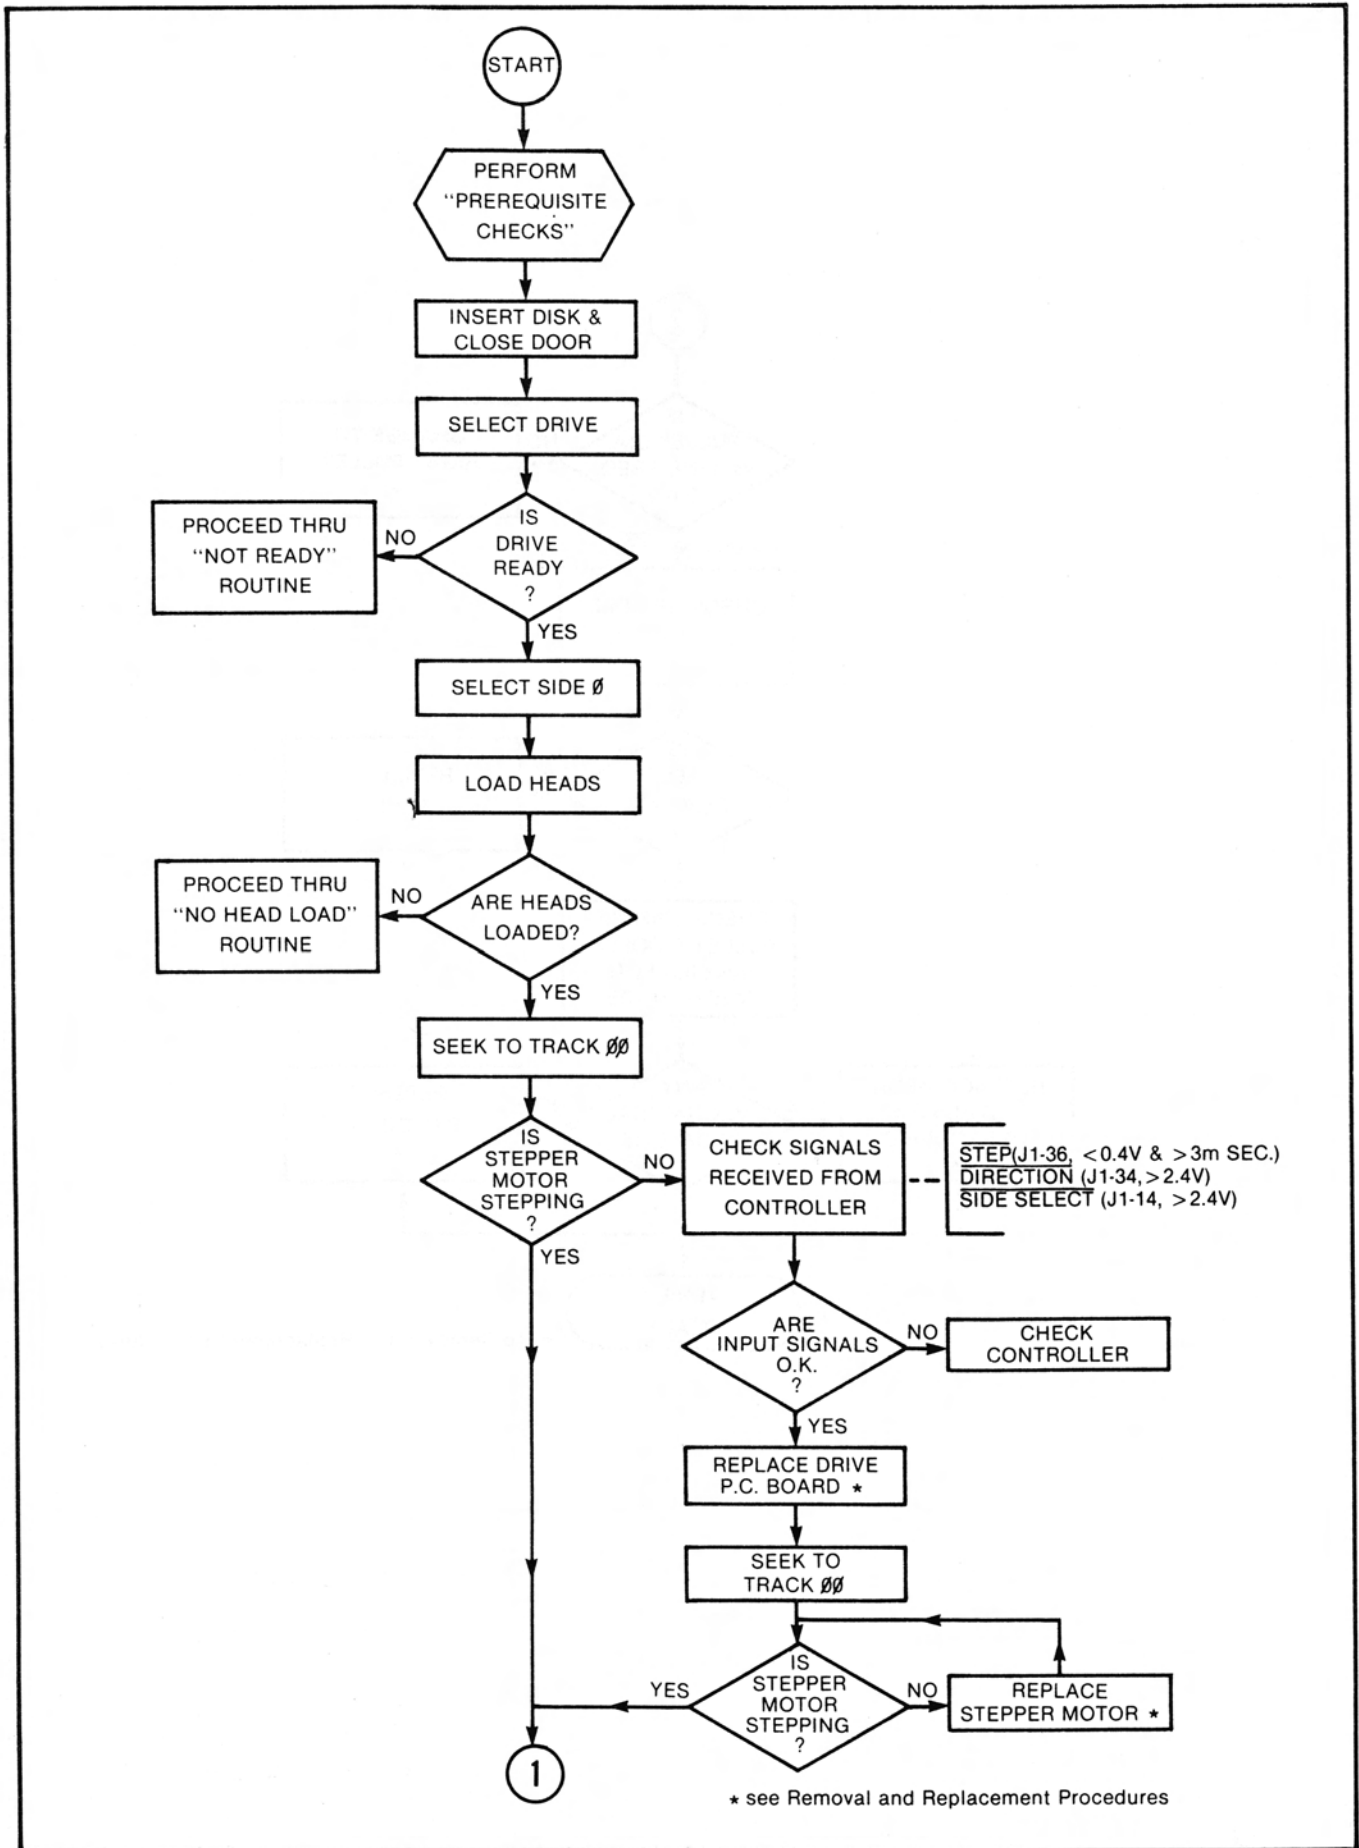 START
PERFORM
“PREREQUISITE
CHECKS”
INSERT DISK &
CLOSE DOOR
SELECT DRIVE
IS
DRIVE
READY
?
NO
PROCEED THRU
“NOT READY”
ROUTINE
YES
SELECT SIDE Ø
LOAD HEADS
ARE HEADS
LOADED?
NO
PROCEED THRU
“NO HEAD LOAD”
ROUTINE
YES
SEEK TO TRACK ØØ
IS
STEPPER
MOTOR
STEPPING
?
NO
CHECK SIGNALS
RECEIVED FROM
CONTROLLER
STEP(J1-36, <0.4V & >3m SEC.)
DIRECTION (J1-34,>2.4V)
SIDE SELECT (J1-14, >2.4V)
YES
ARE
INPUT SIGNALS
O.K.
?
NO
CHECK
CONTROLLER
YES
REPLACE DRIVE
P.C. BOARD *
SEEK TO
TRACK ØØ
IS
STEPPER
MOTOR
STEPPING
?
YES
NO
REPLACE
STEPPER MOTOR *
1
* see Removal and Replacement Procedures